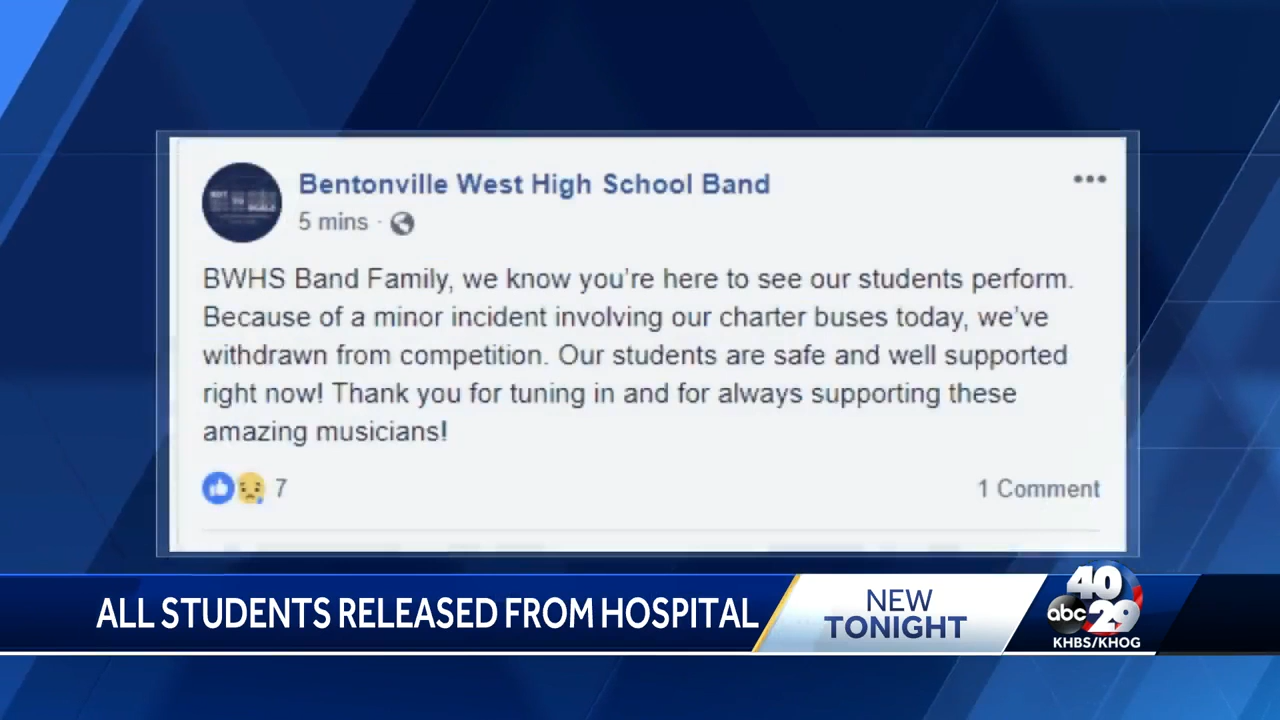 Bentonville West High School Band
5 mins ·
BWHS Band Family, we know you're here to see our students perform.
Because of a minor incident involving our charter buses today, we've
withdrawn from competition. Our students are safe and well supported
right now! Thank you for tuning in and for always supporting these
amazing musicians!
7
1 Comment
ALL STUDENTS RELEASED FROM HOSPITAL
NEW
TONIGHT
40
abc 29
KHBS/KHOG